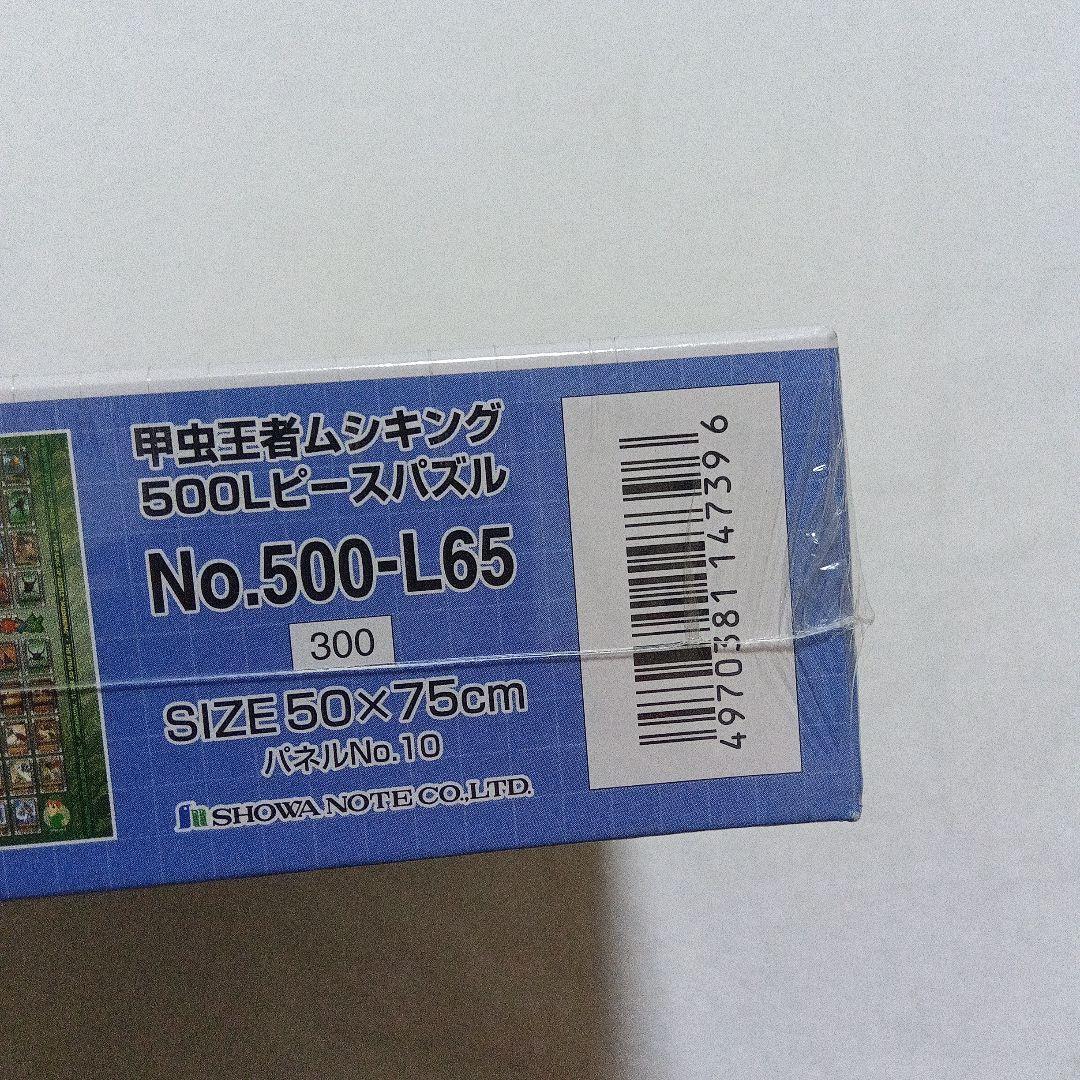 甲虫王者ムシキング
500Lピースパズル
No.500-L65
300
SIZE 50×75cm
パネルNo.10
SHOWA NOTE CO.,LTD.
4970381147396